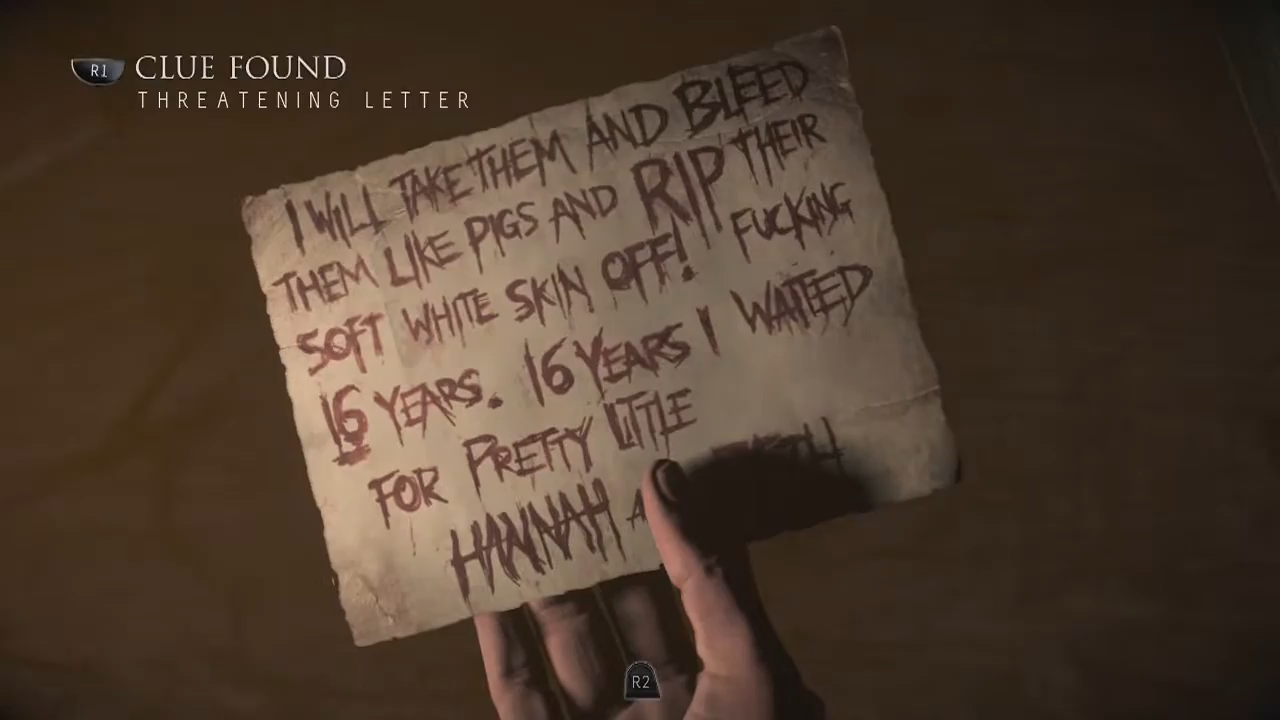 R1 CLUE FOUND
THREATENING LETTER
I WILL TAKE THEM AND BLEED
THEM LIKE PIGS AND RIP THEIR
SOFT WHITE SKIN OFF! FUCKING
16 YEARS. 16 YEARS I WAITED
FOR PRETTY LITTLE
HANNAH
R2